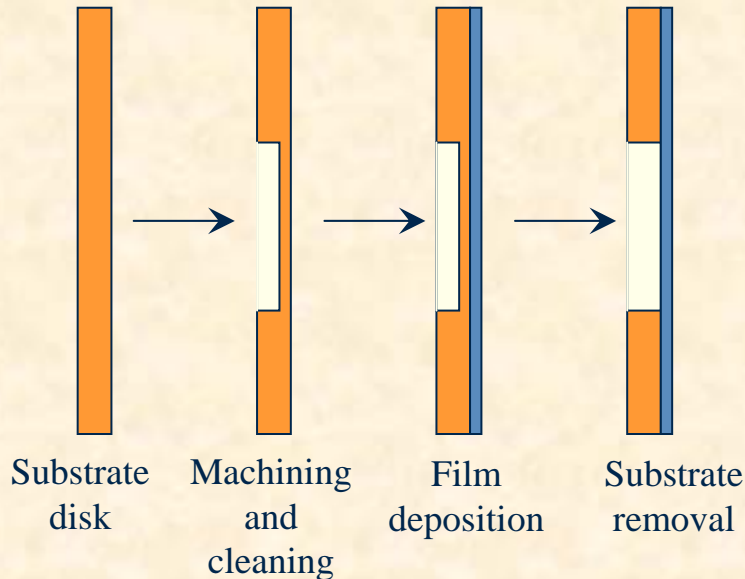 Substrate
disk
Machining
and
cleaning
Film
deposition
Substrate
removal